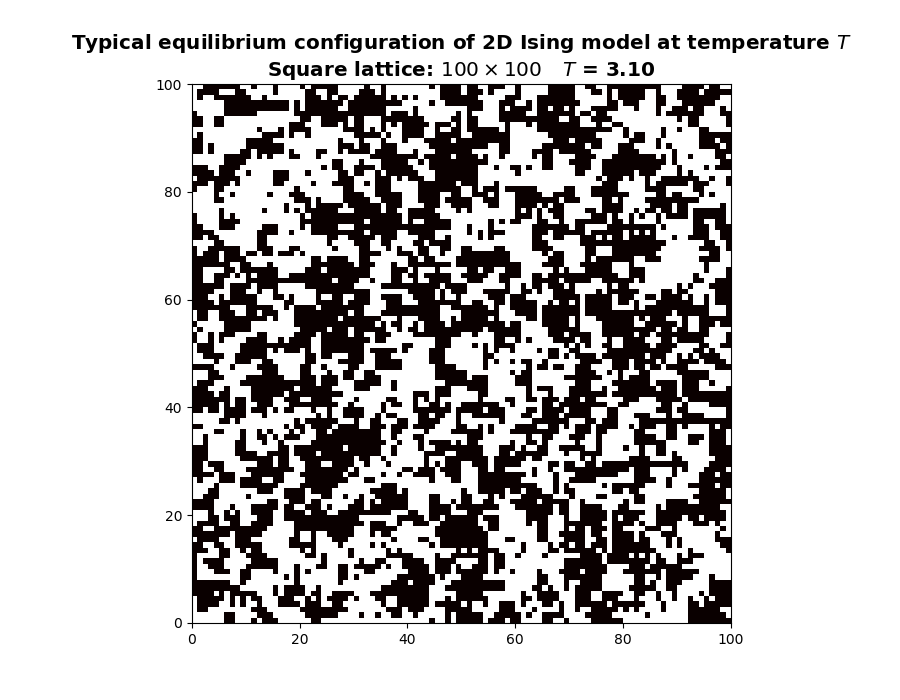 Typical equilibrium configuration of 2D Ising model at temperature T
Square lattice: 100 × 100 T = 3.10
100
80
60
40
20
0
0 20 40 60 80 100